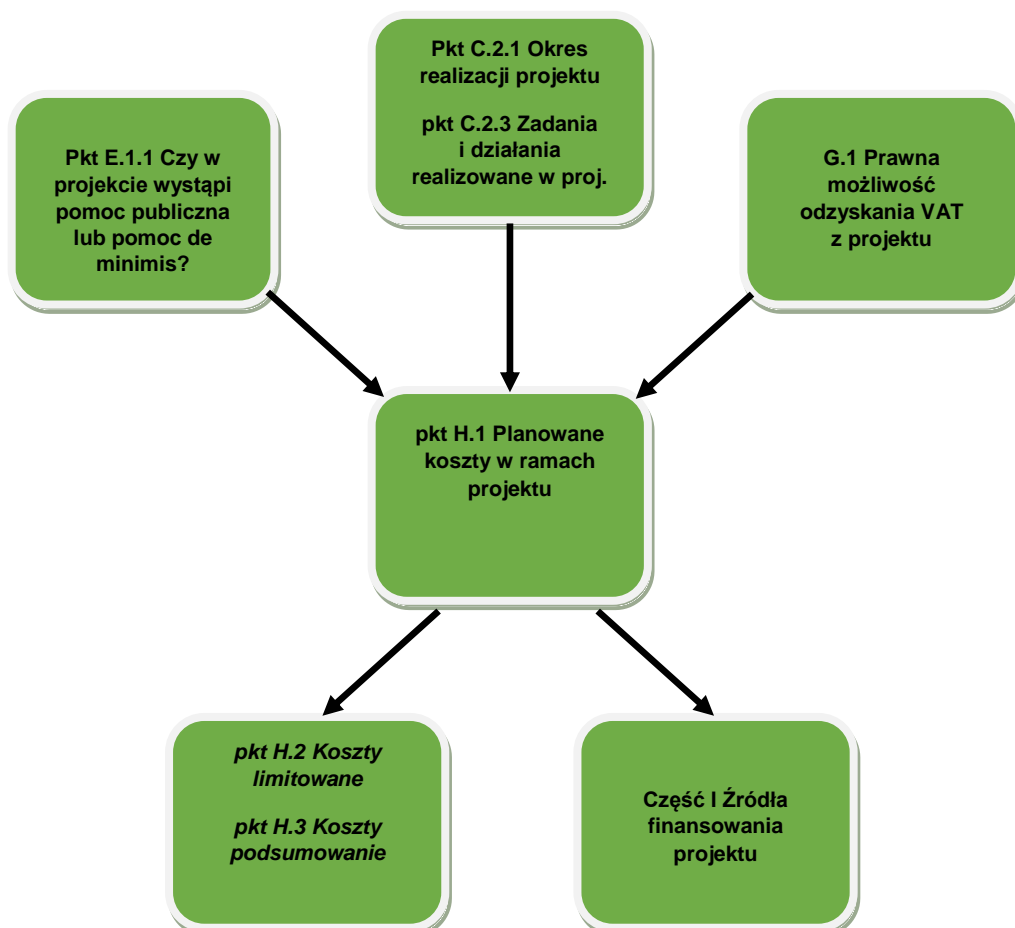 Pkt C.2.1 Okres
realizacji projektu
pkt C.2.3 Zadania
i działania
realizowane w proj.
Pkt E.1.1 Czy w
projekcie wystąpi
pomoc publiczna
lub pomoc de
minimis?
G.1 Prawna
możliwość
odzyskania VAT
z projektu
pkt H.1 Planowane
koszty w ramach
projektu
pkt H.2 Koszty
limitowane
pkt H.3 Koszty
podsumowanie
Część I Źródła
finansowania
projektu